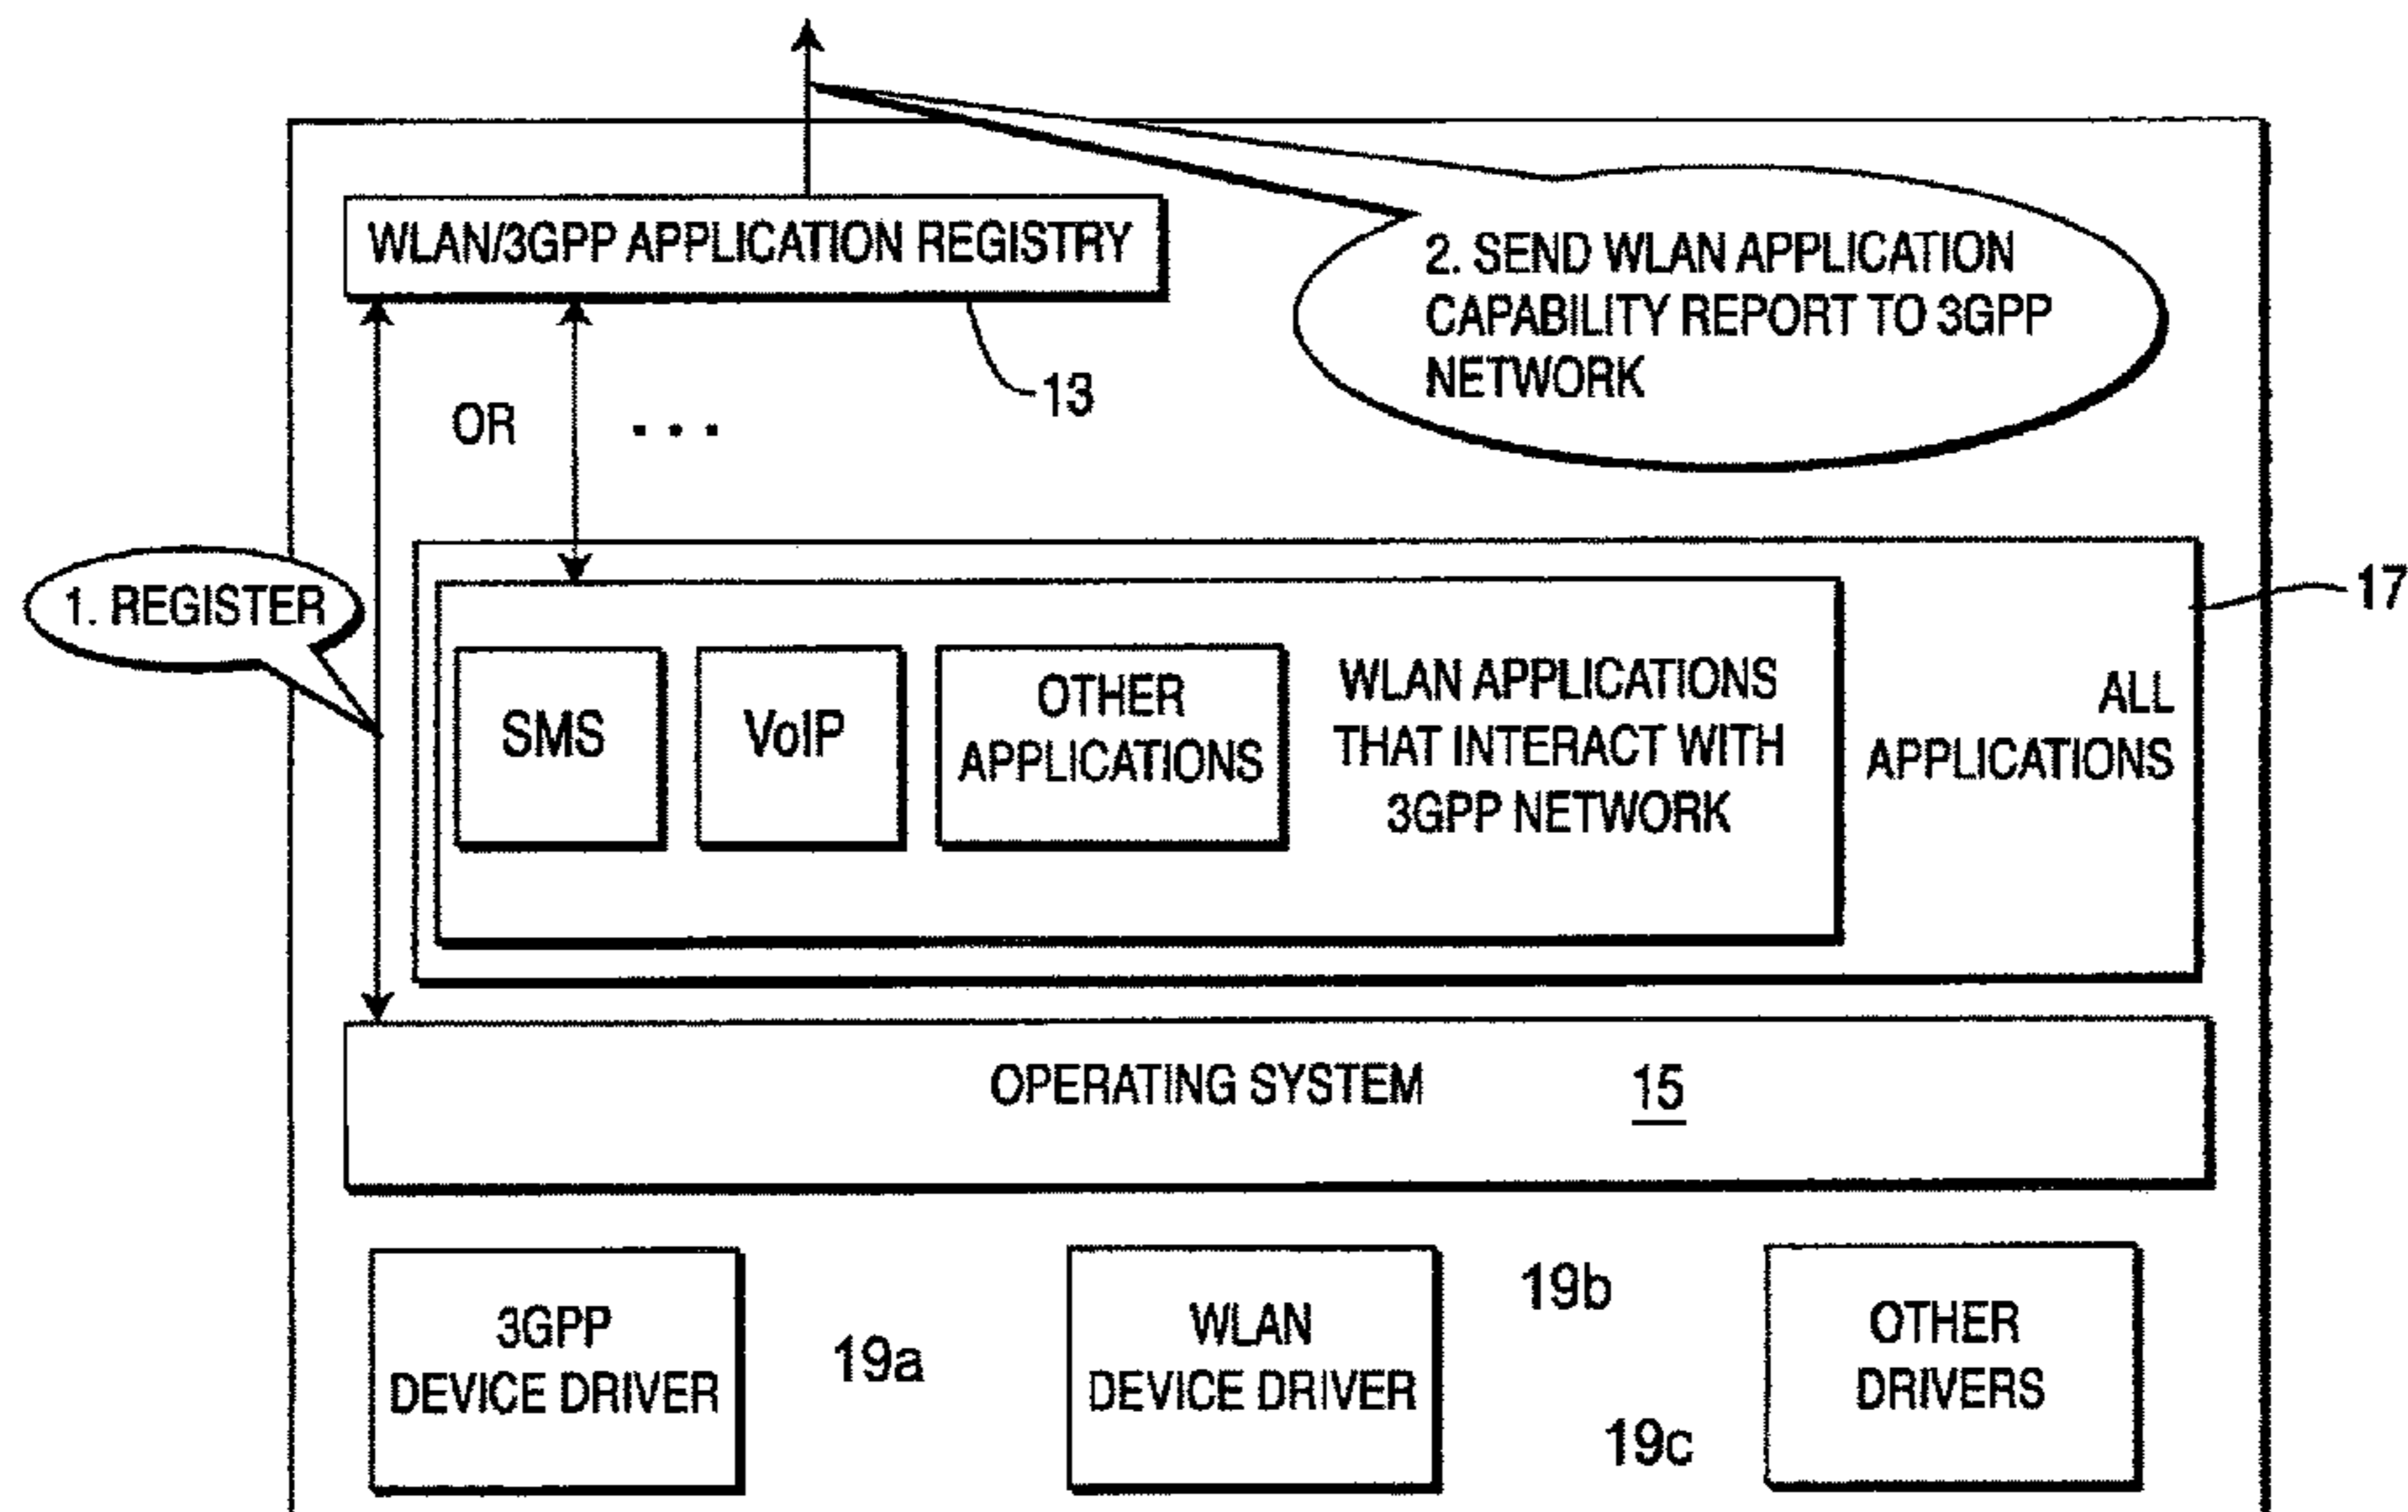 WLAN/3GPP APPLICATION REGISTRY
2. SEND WLAN APPLICATION
CAPABILITY REPORT TO 3GPP
NETWORK
13
OR
...
1. REGISTER
17
SMS
VoIP
OTHER
APPLICATIONS
WLAN APPLICATIONS
THAT INTERACT WITH
3GPP NETWORK
ALL
APPLICATIONS
OPERATING SYSTEM 15
3GPP
DEVICE DRIVER
19a
WLAN
DEVICE DRIVER
19b
19c
OTHER
DRIVERS